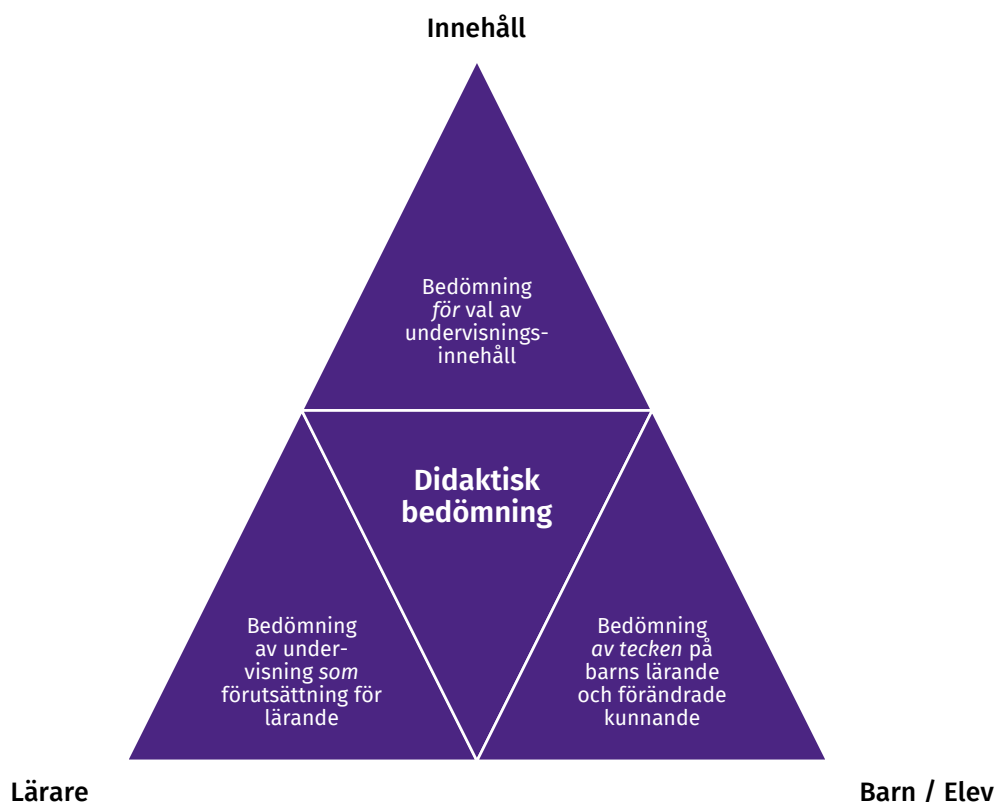 Innehåll
Bedömning
för val av
undervisnings-
innehåll
Didaktisk
bedömning
Bedömning
av under-
visning som
förutsättning för
lärande
Bedömning
av tecken på
barns lärande
och förändrade
kunnande
Lärare
Barn / Elev